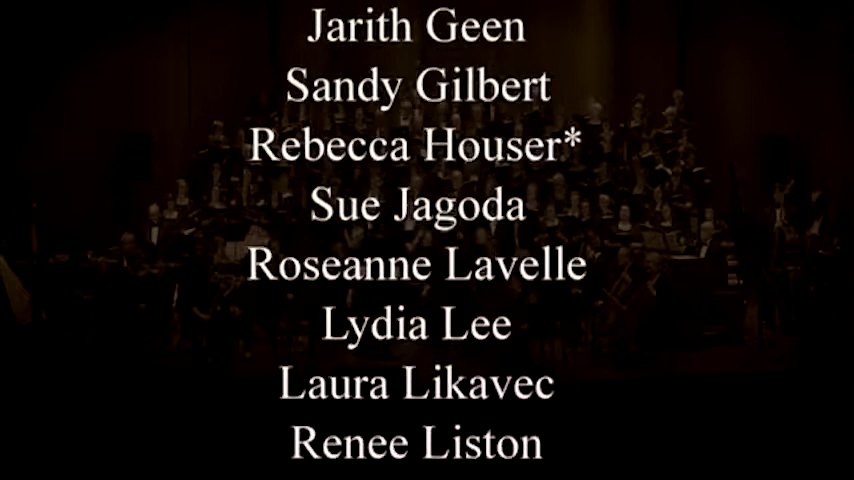 Jarith Geen
Sandy Gilbert
Rebecca Houser*
Sue Jagoda
Roseanne Lavelle
Lydia Lee
Laura Likavec
Renee Liston